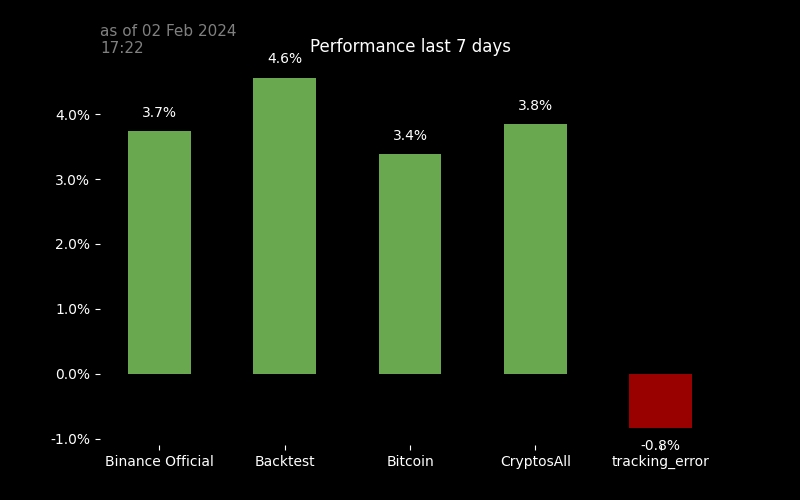 as of 02 Feb 2024
17:22
Performance last 7 days
4.6%
3.7%
3.8%
3.4%
4.0%
3.0%
2.0%
1.0%
0.0%
-1.0%
-0.8%
Binance Official
Backtest
Bitcoin
CryptosAll
tracking_error